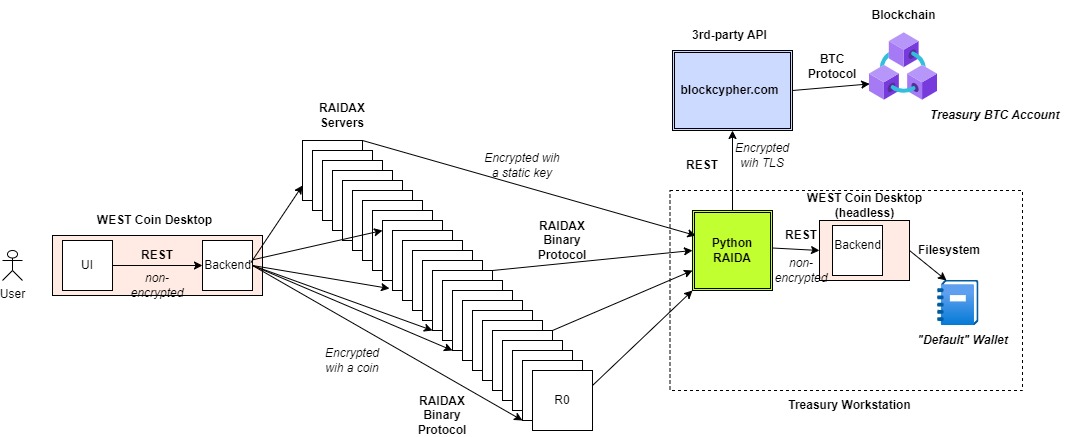 Blockchain
3rd-party API
BTC
Protocol
blockcypher.com
Treasury BTC Account
RAIDAX
Servers
Encrypted wih
a static key
REST
Encrypted
wih TLS
WEST Coin Desktop
UI
REST
non-
encrypted
Backend
User
RAIDAX
Binary
Protocol
Python
RAIDA
REST
non-
encrypted
WEST Coin Desktop
(headless)
Backend
Filesystem
"Default" Wallet
Encrypted
wih a coin
RAIDAX
Binary
Protocol
R0
Treasury Workstation